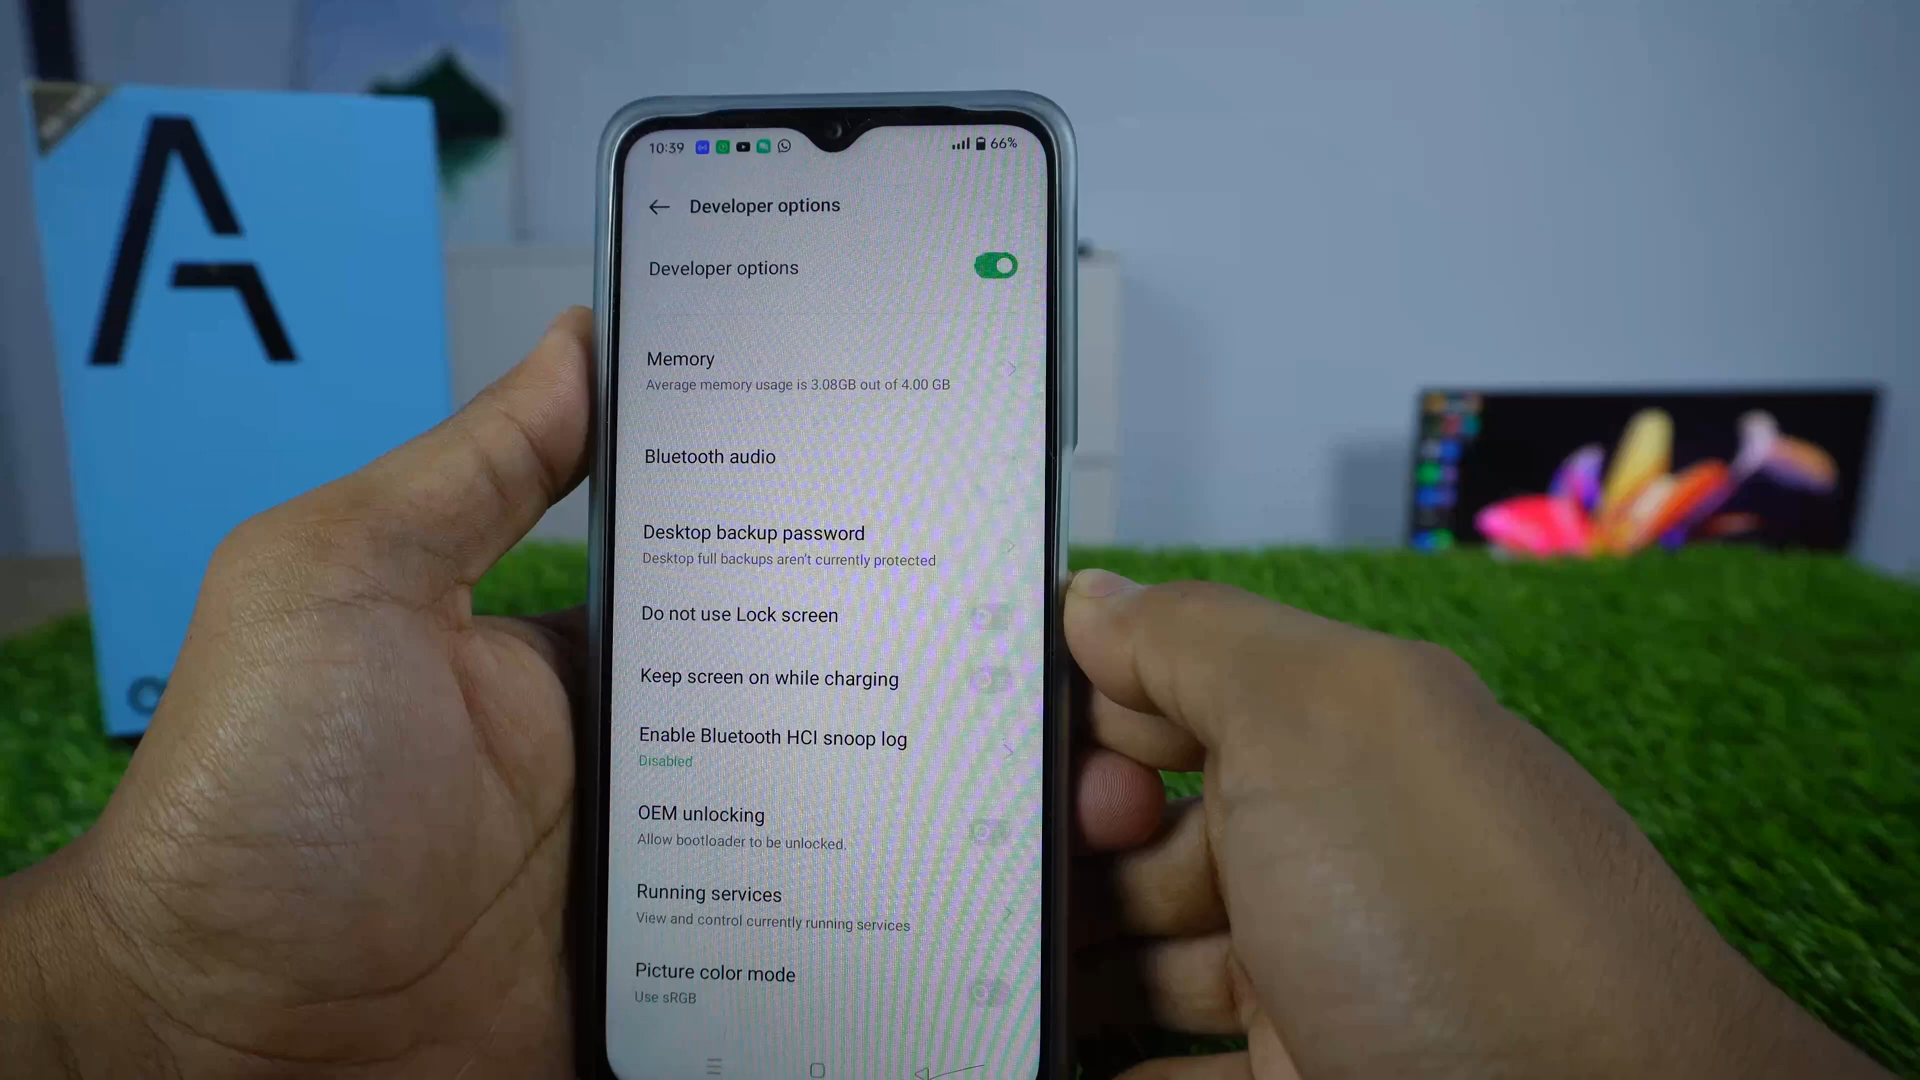 A
10:39
66%
Developer options
Developer options
Memory
Average memory usage is 3.08GB out of 4.00 GB
Bluetooth audio
Desktop backup password
Desktop full backups aren't currently protected
Do not use Lock screen
Keep screen on while charging
Enable Bluetooth HCI snoop log
Disabled
OEM unlocking
Allow bootloader to be unlocked.
Running services
View and control currently running services
Picture color mode
Use sRGB